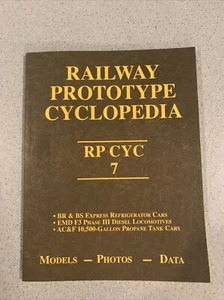 RAILWAY
PROTOTYPE
CYCLOPEDIA
RP CYC
7
• BR & BS EXPRESS REFRIGERATOR CARS
• EMD F3 PHASE III DIESEL LOCOMOTIVES
• AC&F 10,500-GALLON PROPANE TANK CARS
MODELS — PHOTOS — DATA